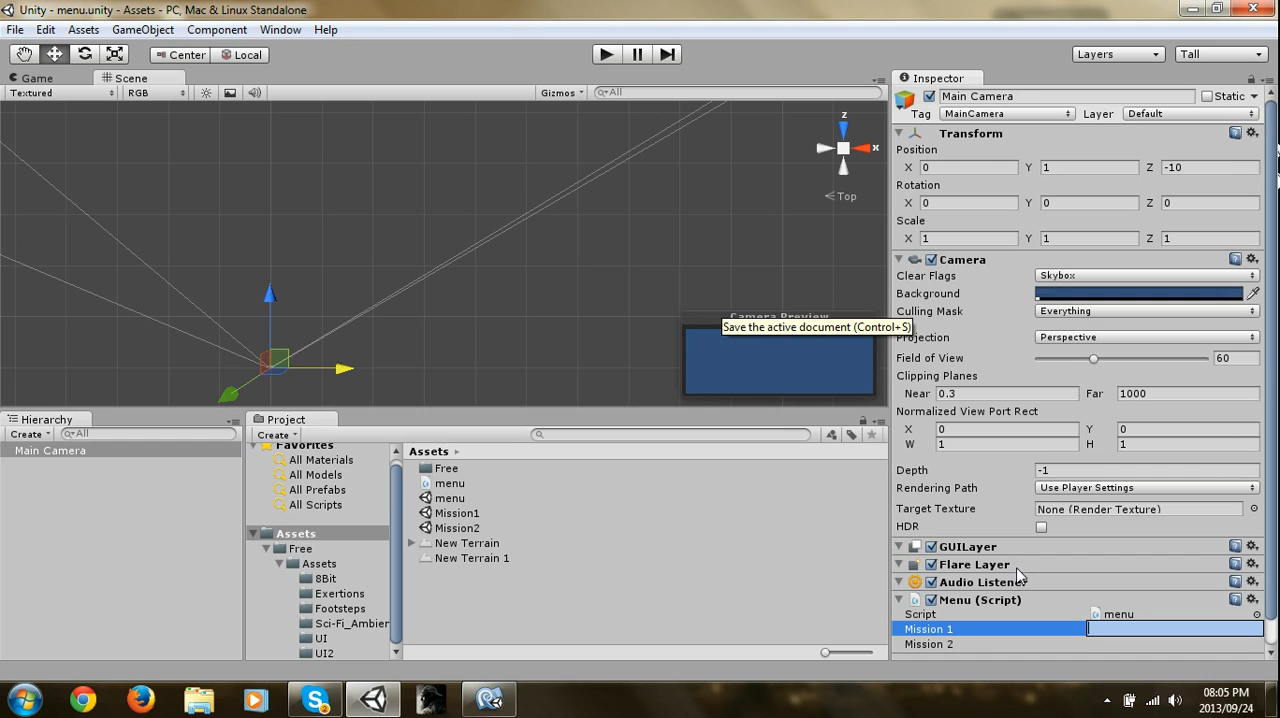 Unity - menu.unity - Assets - PC, Mac & Linux Standalone
File Edit Assets GameObject Component Window Help
Center Local Layers Tall
Game Scene
Textured RGB Gizmos All
z
x
Top
Camera Preview
Save the active document (Control+S)
Inspector
Main Camera Static
Tag MainCamera Layer Default
Transform
Position
X 0 Y 1 Z -10
Rotation
X 0 Y 0 Z 0
Scale
X 1 Y 1 Z 1
Camera
Clear Flags Skybox
Background
Culling Mask Everything
Projection Perspective
Field of View 60
Clipping Planes
Near 0.3 Far 1000
Normalized View Port Rect
X 0 Y 0
W 1 H 1
Depth -1
Rendering Path Use Player Settings
Target Texture None (Render Texture)
HDR
GUILayer
Flare Layer
Audio Listener
Menu (Script)
Script menu
Mission 1
Mission 2
Hierarchy
Create All
Main Camera
Project
Create
Favorites
All Materials
All Models
All Prefabs
All Scripts
Assets
Free
Assets
8Bit
Exertions
Footsteps
Sci-Fi_Ambier
UI
UI2
Assets
Free
menu
menu
Mission1
Mission2
New Terrain
New Terrain 1
08:05 PM
2013/09/24